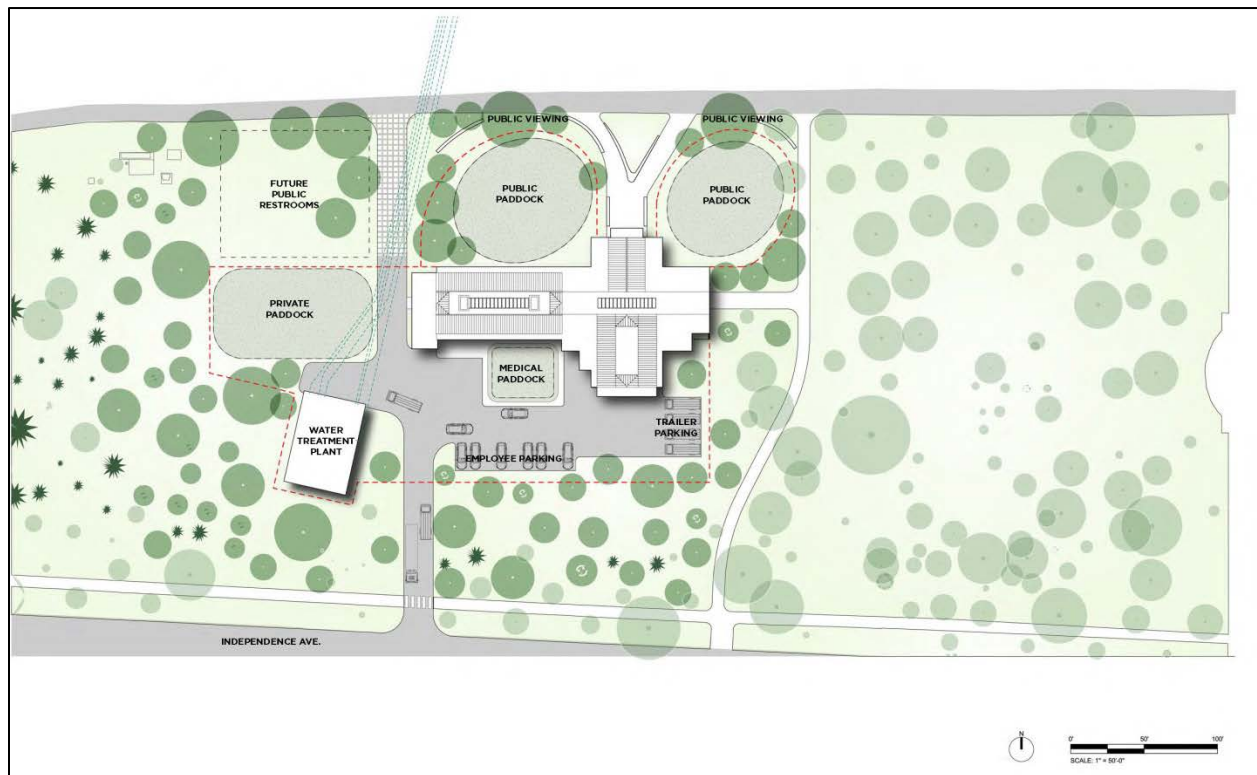 PUBLIC VIEWING
PUBLIC VIEWING
FUTURE
PUBLIC
RESTROOMS
PUBLIC
PADDOCK
PUBLIC
PADDOCK
PRIVATE
PADDOCK
MEDICAL
PADDOCK
WATER
TREATMENT
PLANT
TRAILER
PARKING
EMPLOYEE PARKING
INDEPENDENCE AVE.
N
0'
50'
100'
SCALE: 1" = 50'-0"